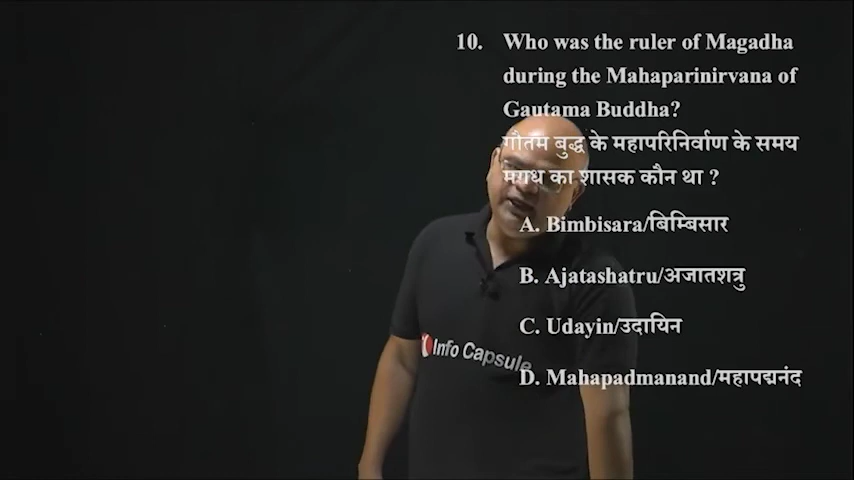 10. Who was the ruler of Magadha
during the Mahaparinirvana of
Gautama Buddha?
गौतम बुद्ध के महापरिनिर्वाण के समय
मगध का शासक कौन था ?
A. Bimbisara/बिम्बिसार
B. Ajatashatru/अजातशत्रु
C. Udayin/उदायिन
Info Capsule
D. Mahapadmanand/महापद्मनंद